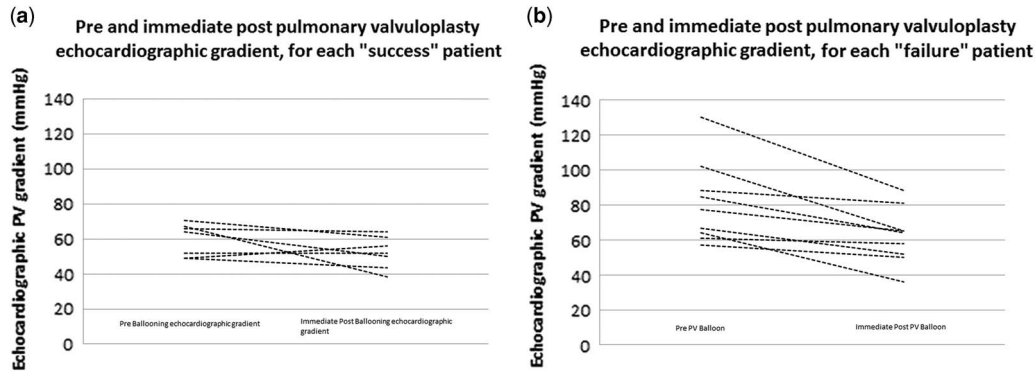 (a)
Pre and immediate post pulmonary valvuloplasty
echocardiographic gradient, for each "success" patient
Echocardiographic PV gradient (mmHg)
140
120
100
80
60
40
20
0
Pre Ballooning echocardiographic gradient
Immediate Post Ballooning echocardiographic
gradient
(b)
Pre and immediate post pulmonary valvuloplasty
echocardiographic gradient, for each "failure" patient
Echocardiographic PV gradient (mmHg)
140
120
100
80
60
40
20
0
Pre PV Balloon
Immediate Post PV Balloon